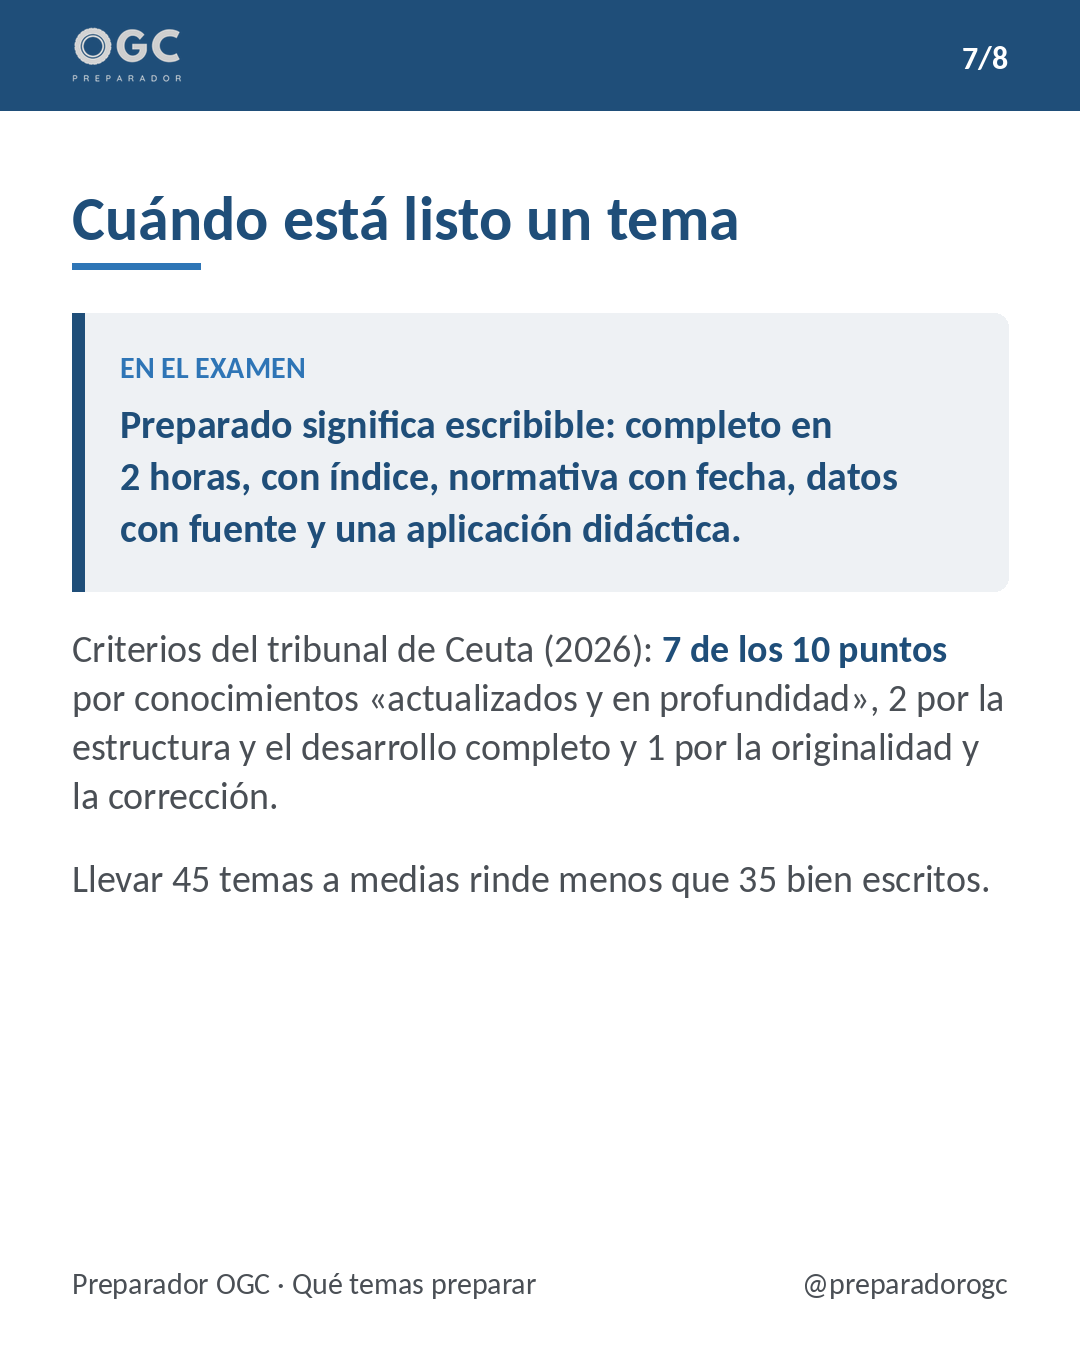 OGC
PREPARADOR
7/8
Cuándo está listo un tema
EN EL EXAMEN
Preparado significa escribible: completo en
2 horas, con índice, normativa con fecha, datos
con fuente y una aplicación didáctica.
Criterios del tribunal de Ceuta (2026): 7 de los 10 puntos
por conocimientos «actualizados y en profundidad», 2 por la
estructura y el desarrollo completo y 1 por la originalidad y
la corrección.
Llevar 45 temas a medias rinde menos que 35 bien escritos.
Preparador OGC · Qué temas preparar
@preparadorogc